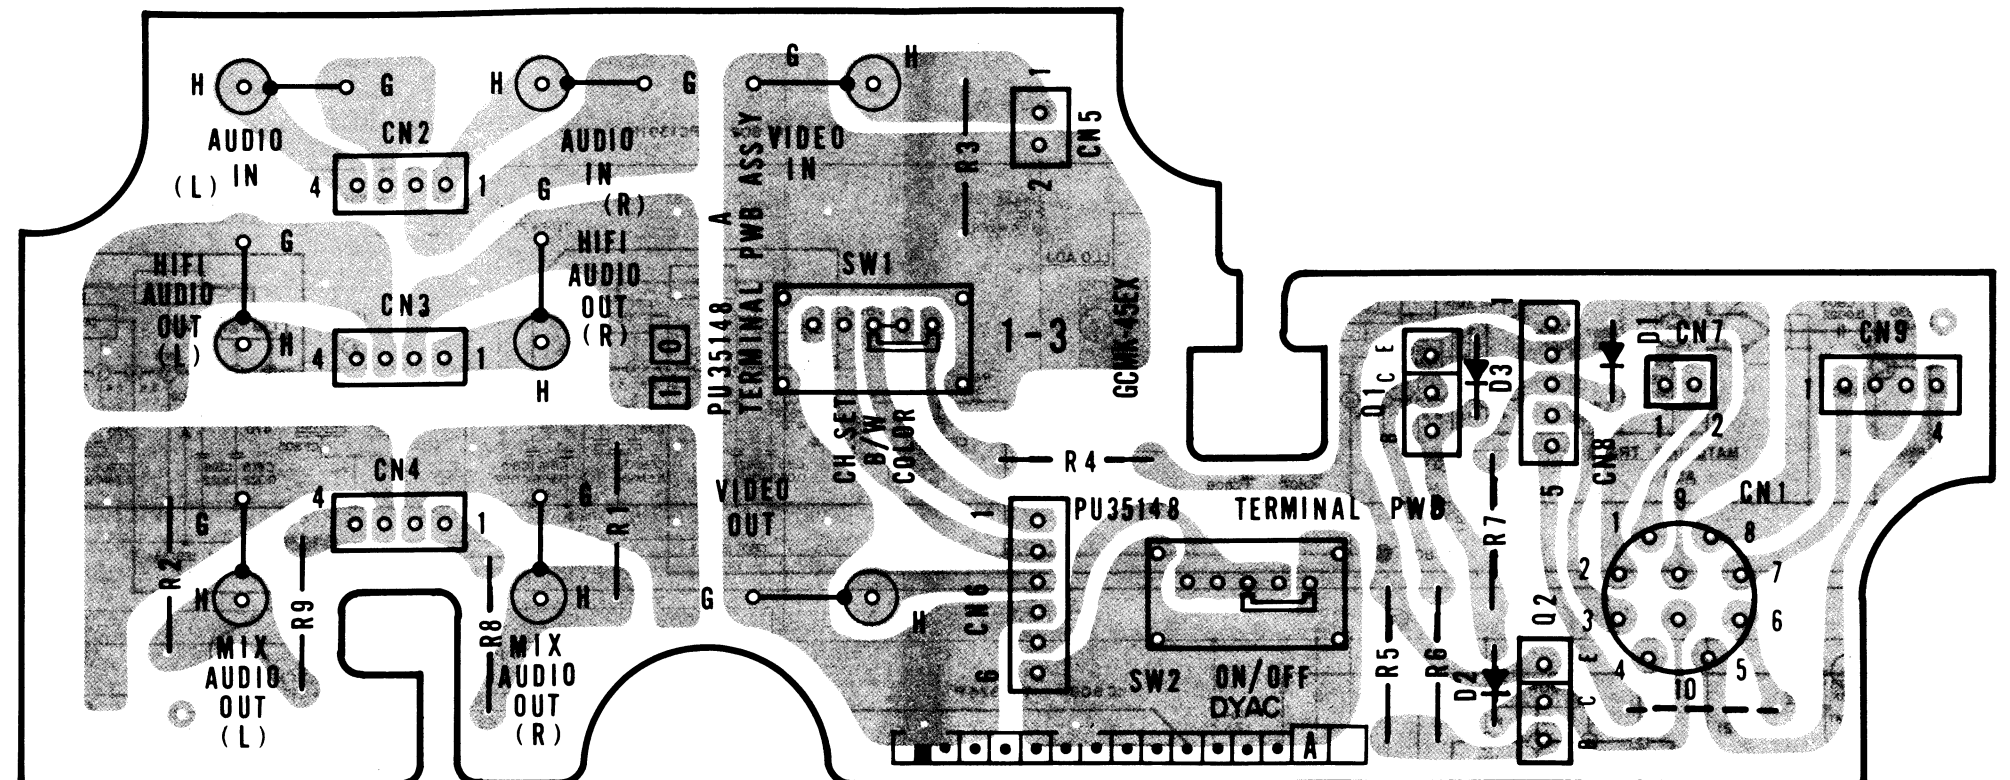 H
G
AUDIO
IN
(L)
H
G
AUDIO
IN
(R)
CN2
4
1
G
H
VIDEO
IN
R3
1
CN5
2
G
HIFI
AUDIO
OUT
(L)
H
CN3
4
1
G
HIFI
AUDIO
OUT
(R)
H
1 0
PU35148 A
TERMINAL PWB ASSY
SW1
1-3
GCMK45EX
CH SET
B/W
COLOR
R4
CN4
4
1
G
H
R2
MIX
AUDIO
OUT
(L)
R9
R8
G
H
R1
MIX
AUDIO
OUT
(R)
VIDEO
OUT
G
H
1
CN6
6
PU35148 TERMINAL PWB
SW2
ON/OFF
DYAC
A
Q1
E
C
B
D3
1
5
CN8
D1
CN7
1
2
CN9
1
4
R7
R5
R6
D2
Q2
E
C
B
CN1
1
2
3
4
5
6
7
8
9
10